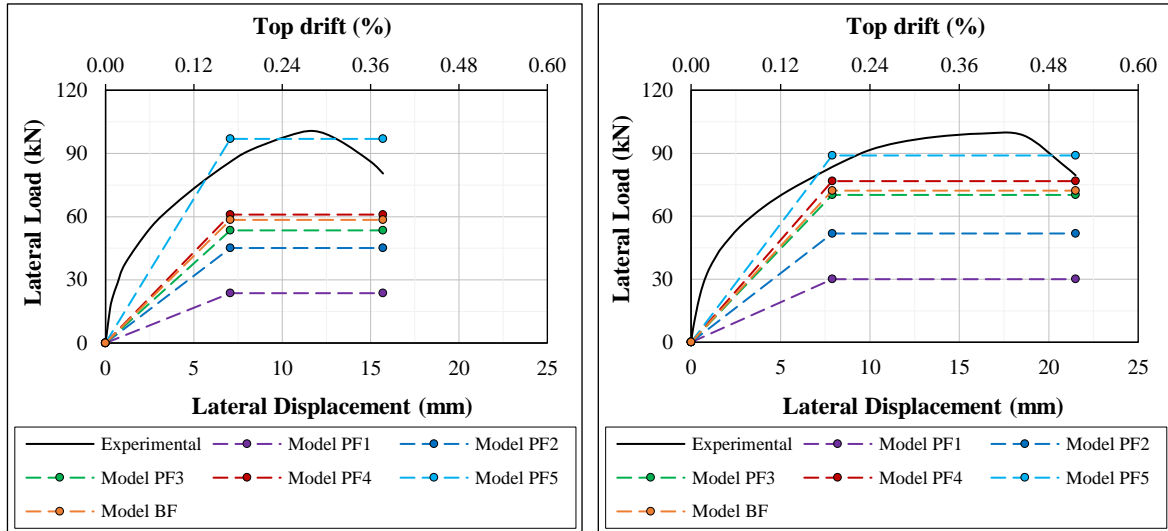 Top drift (%)
0.00 0.12 0.24 0.36 0.48 0.60
120
90
60
30
0
Lateral Load (kN)
0 5 10 15 20 25
Lateral Displacement (mm)
Experimental Model PF1 Model PF2
Model PF3 Model PF4 Model PF5
Model BF
Top drift (%)
0.00 0.12 0.24 0.36 0.48 0.60
120
90
60
30
0
Lateral Load (kN)
0 5 10 15 20 25
Lateral Displacement (mm)
Experimental Model PF1 Model PF2
Model PF3 Model PF4 Model PF5
Model BF